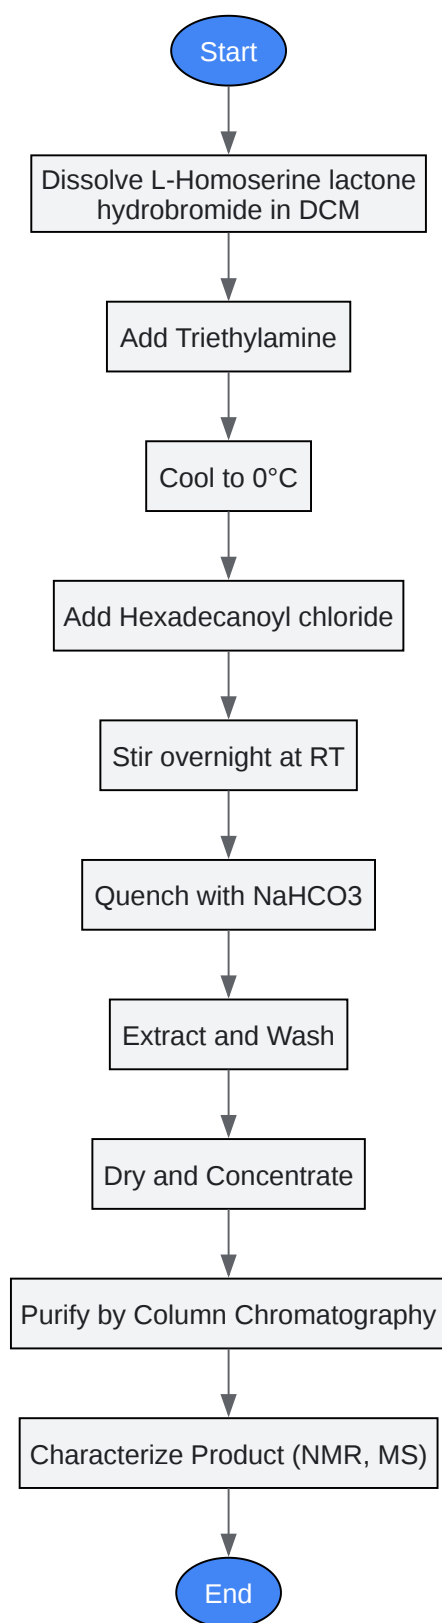 Start
Dissolve L-Homoserine lactone
hydrobromide in DCM
Add Triethylamine
Cool to 0°C
Add Hexadecanoyl chloride
Stir overnight at RT
Quench with NaHCO3
Extract and Wash
Dry and Concentrate
Purify by Column Chromatography
Characterize Product (NMR, MS)
End